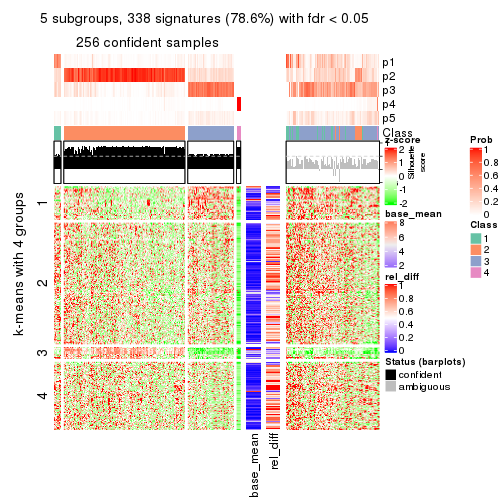 5 subgroups, 338 signatures (78.6%) with fdr < 0.05
256 confident samples
p1
p2
p3
p4
p5
Class
Silhouette
score
k-means with 4 groups
1
2
3
4
base_mean
rel_diff
z-score
2
1
0
-1
-2
base_mean
8
6
4
2
rel_diff
1
0.8
0.6
0.4
0.2
0
Status (barplots)
confident
ambiguous
Prob
1
0.8
0.6
0.4
0.2
0
Class
1
2
3
4